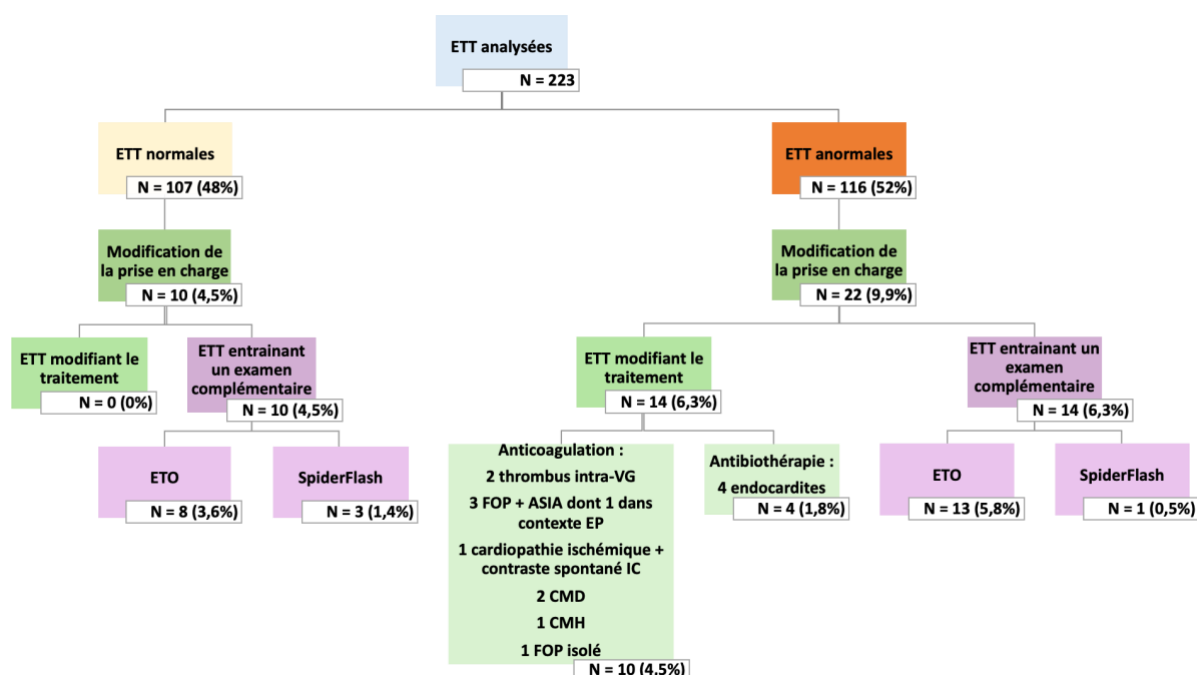 ETT analysées
N = 223
ETT normales
N = 107 (48%)
ETT anormales
N = 116 (52%)
Modification de
la prise en charge
N = 10 (4,5%)
Modification de
la prise en charge
N = 22 (9,9%)
ETT modifiant le
traitement
N = 0 (0%)
ETT entrainant
un examen
complémentaire
N = 10 (4,5%)
ETT modifiant le
traitement
N = 14 (6,3%)
ETT entrainant un
examen
complémentaire
N = 14 (6,3%)
ETO
N = 8 (3,6%)
SpiderFlash
N = 3 (1,4%)
Anticoagulation :
2 thrombus intra-VG
3 FOP + ASIA dont 1 dans
contexte EP
1 cardiopathie ischémique +
contraste spontané IC
2 CMD
1 CMH
1 FOP isolé
N = 10 (4,5%)
Antibiothérapie :
4 endocardites
N = 4 (1,8%)
ETO
N = 13 (5,8%)
SpiderFlash
N = 1 (0,5%)